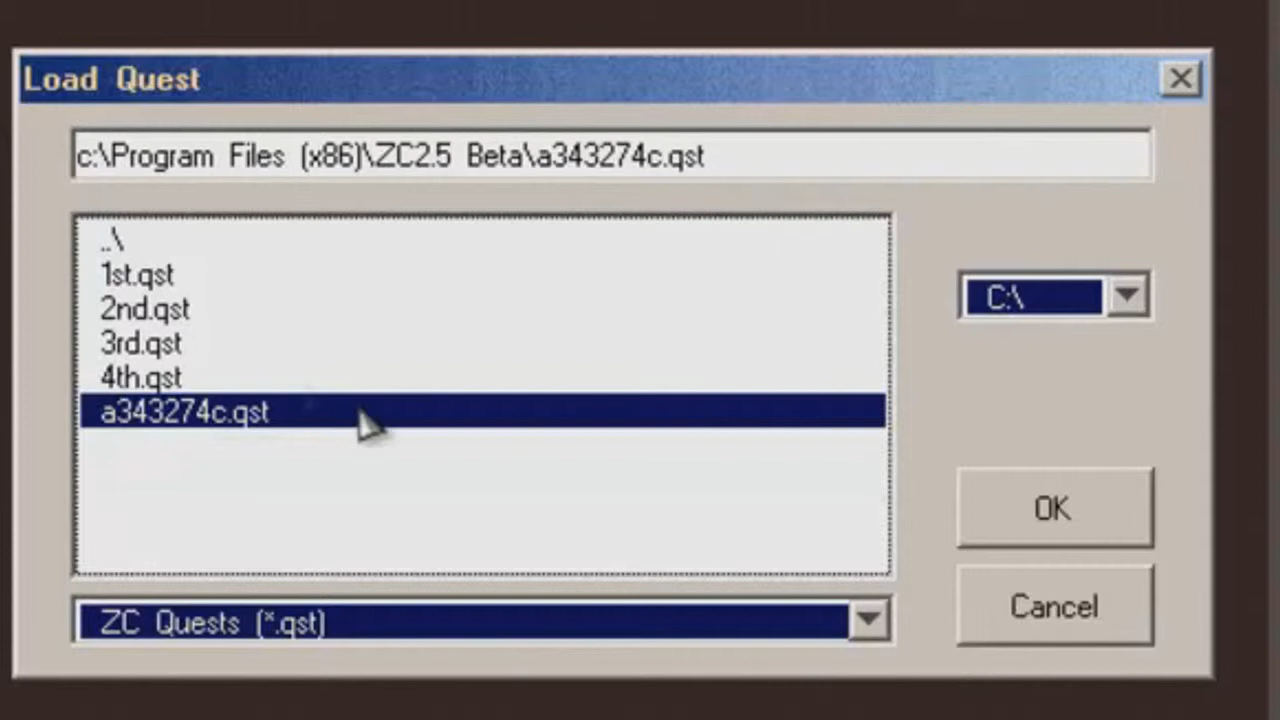 Load Quest
c:\Program Files (x86)\ZC2.5 Beta\a343274c.qst
..\
1st.qst
2nd.qst
3rd.qst
4th.qst
a343274c.qst
C:\
OK
Cancel
ZC Quests (*.qst)